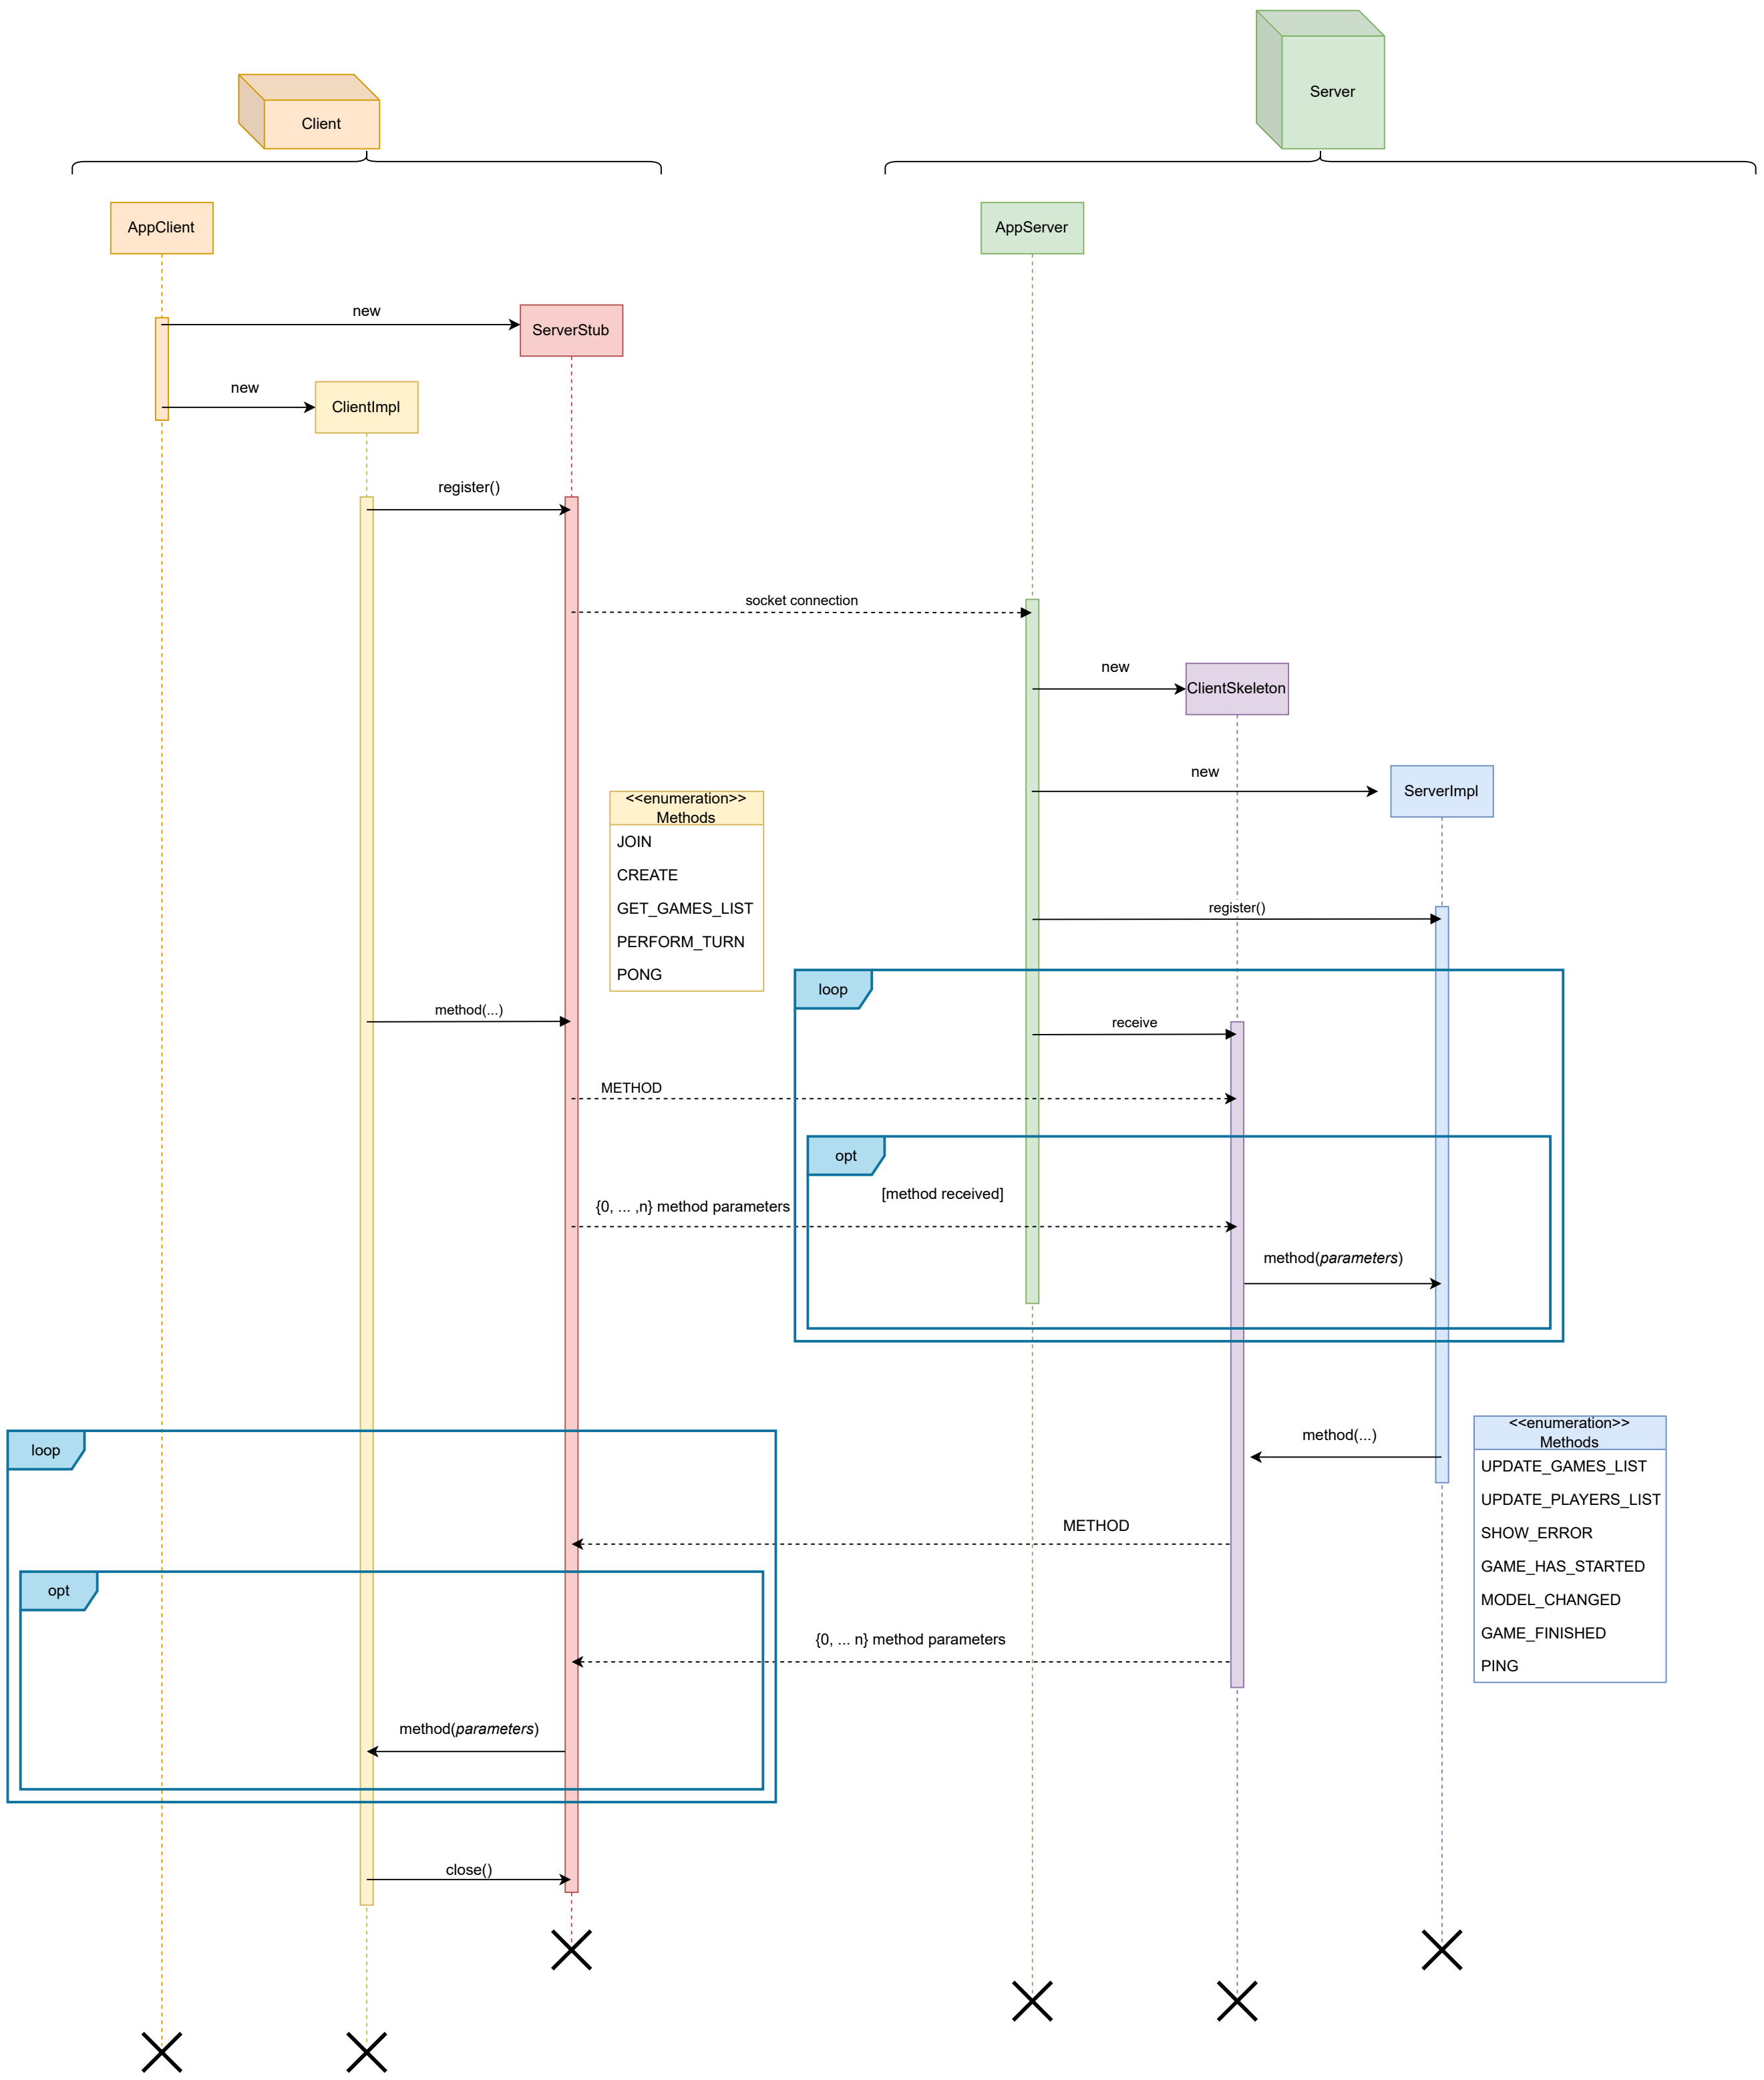 Server
Client
AppClient
AppServer
new
ServerStub
new
ClientImpl
register()
socket connection
new
ClientSkeleton
new
ServerImpl
<<enumeration>>
Methods
JOIN
CREATE
GET_GAMES_LIST
PERFORM_TURN
PONG
register()
loop
method(...)
receive
METHOD
opt
[method received]
{0, ... ,n} method parameters
method(parameters)
<<enumeration>>
Methods
UPDATE_GAMES_LIST
UPDATE_PLAYERS_LIST
SHOW_ERROR
GAME_HAS_STARTED
MODEL_CHANGED
GAME_FINISHED
PING
method(...)
loop
METHOD
opt
{0, ... n} method parameters
method(parameters)
close()